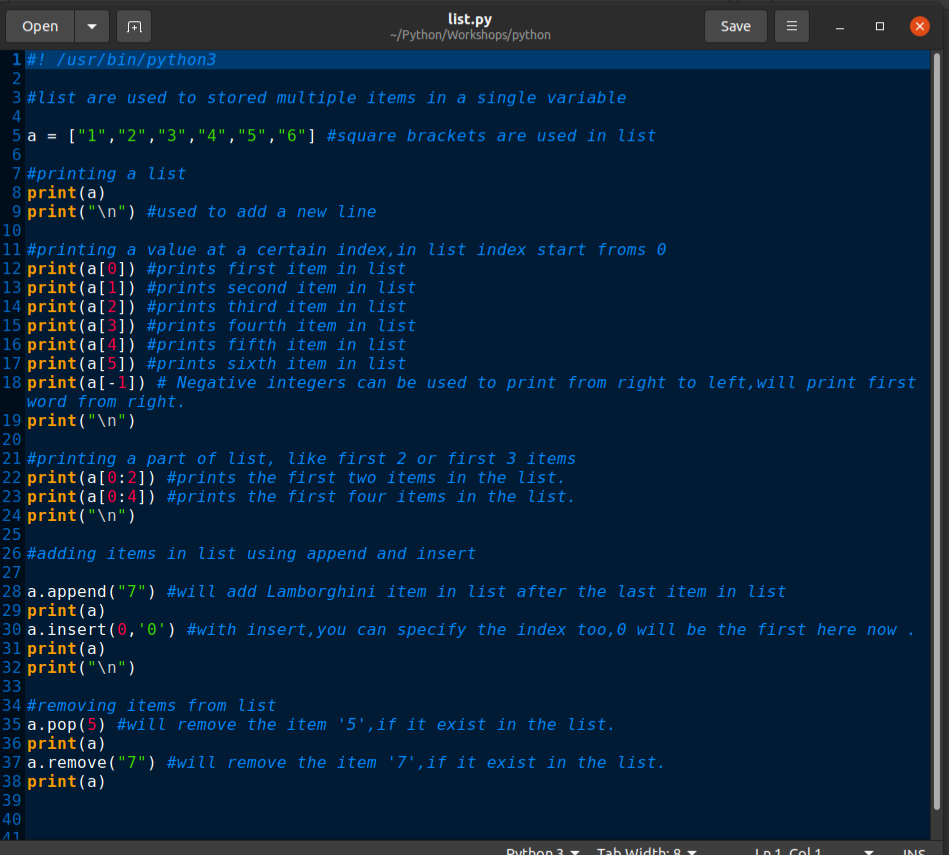 Open
list.py
~/Python/Workshops/python
Save
1 #! /usr/bin/python3
2
3 #list are used to stored multiple items in a single variable
4
5 a = ["1","2","3","4","5","6"] #square brackets are used in list
6
7 #printing a list
8 print(a)
9 print("\n") #used to add a new line
10
11 #printing a value at a certain index,in list index start froms 0
12 print(a[0]) #prints first item in list
13 print(a[1]) #prints second item in list
14 print(a[2]) #prints third item in list
15 print(a[3]) #prints fourth item in list
16 print(a[4]) #prints fifth item in list
17 print(a[5]) #prints sixth item in list
18 print(a[-1]) # Negative integers can be used to print from right to left,will print first
word from right.
19 print("\n")
20
21 #printing a part of list, like first 2 or first 3 items
22 print(a[0:2]) #prints the first two items in the list.
23 print(a[0:4]) #prints the first four items in the list.
24 print("\n")
25
26 #adding items in list using append and insert
27
28 a.append("7") #will add Lamborghini item in list after the last item in list
29 print(a)
30 a.insert(0,'0') #with insert,you can specify the index too,0 will be the first here now .
31 print(a)
32 print("\n")
33
34 #removing items from list
35 a.pop(5) #will remove the item '5',if it exist in the list.
36 print(a)
37 a.remove("7") #will remove the item '7',if it exist in the list.
38 print(a)
39
40
41
Python 3 Tab Width: 8 Ln 1, Col 1 INS